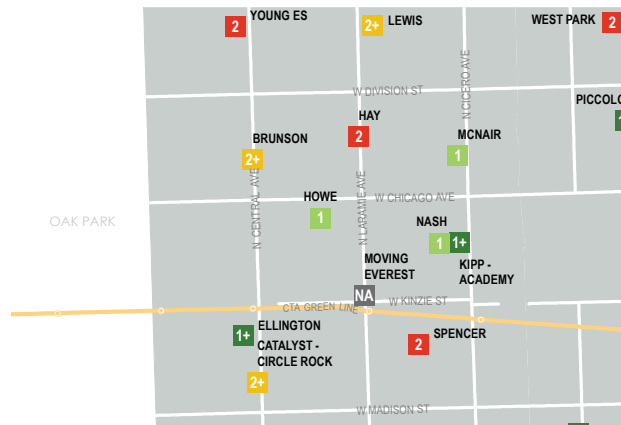 YOUNG ES
2
2+
LEWIS
WEST PARK
2
W DIVISION ST
N CICERO AVE
PICCOLO
1
HAY
2
BRUNSON
2+
MCNAIR
1
N CENTRAL AVE
N LARAMIE AVE
W CHICAGO AVE
HOWE
1
OAK PARK
NASH
1
1+
KIPP -
ACADEMY
MOVING
EVEREST
NA
W KINZIE ST
CTA GREEN LINE
1+
ELLINGTON
CATALYST -
CIRCLE ROCK
2+
2
SPENCER
W MADISON ST